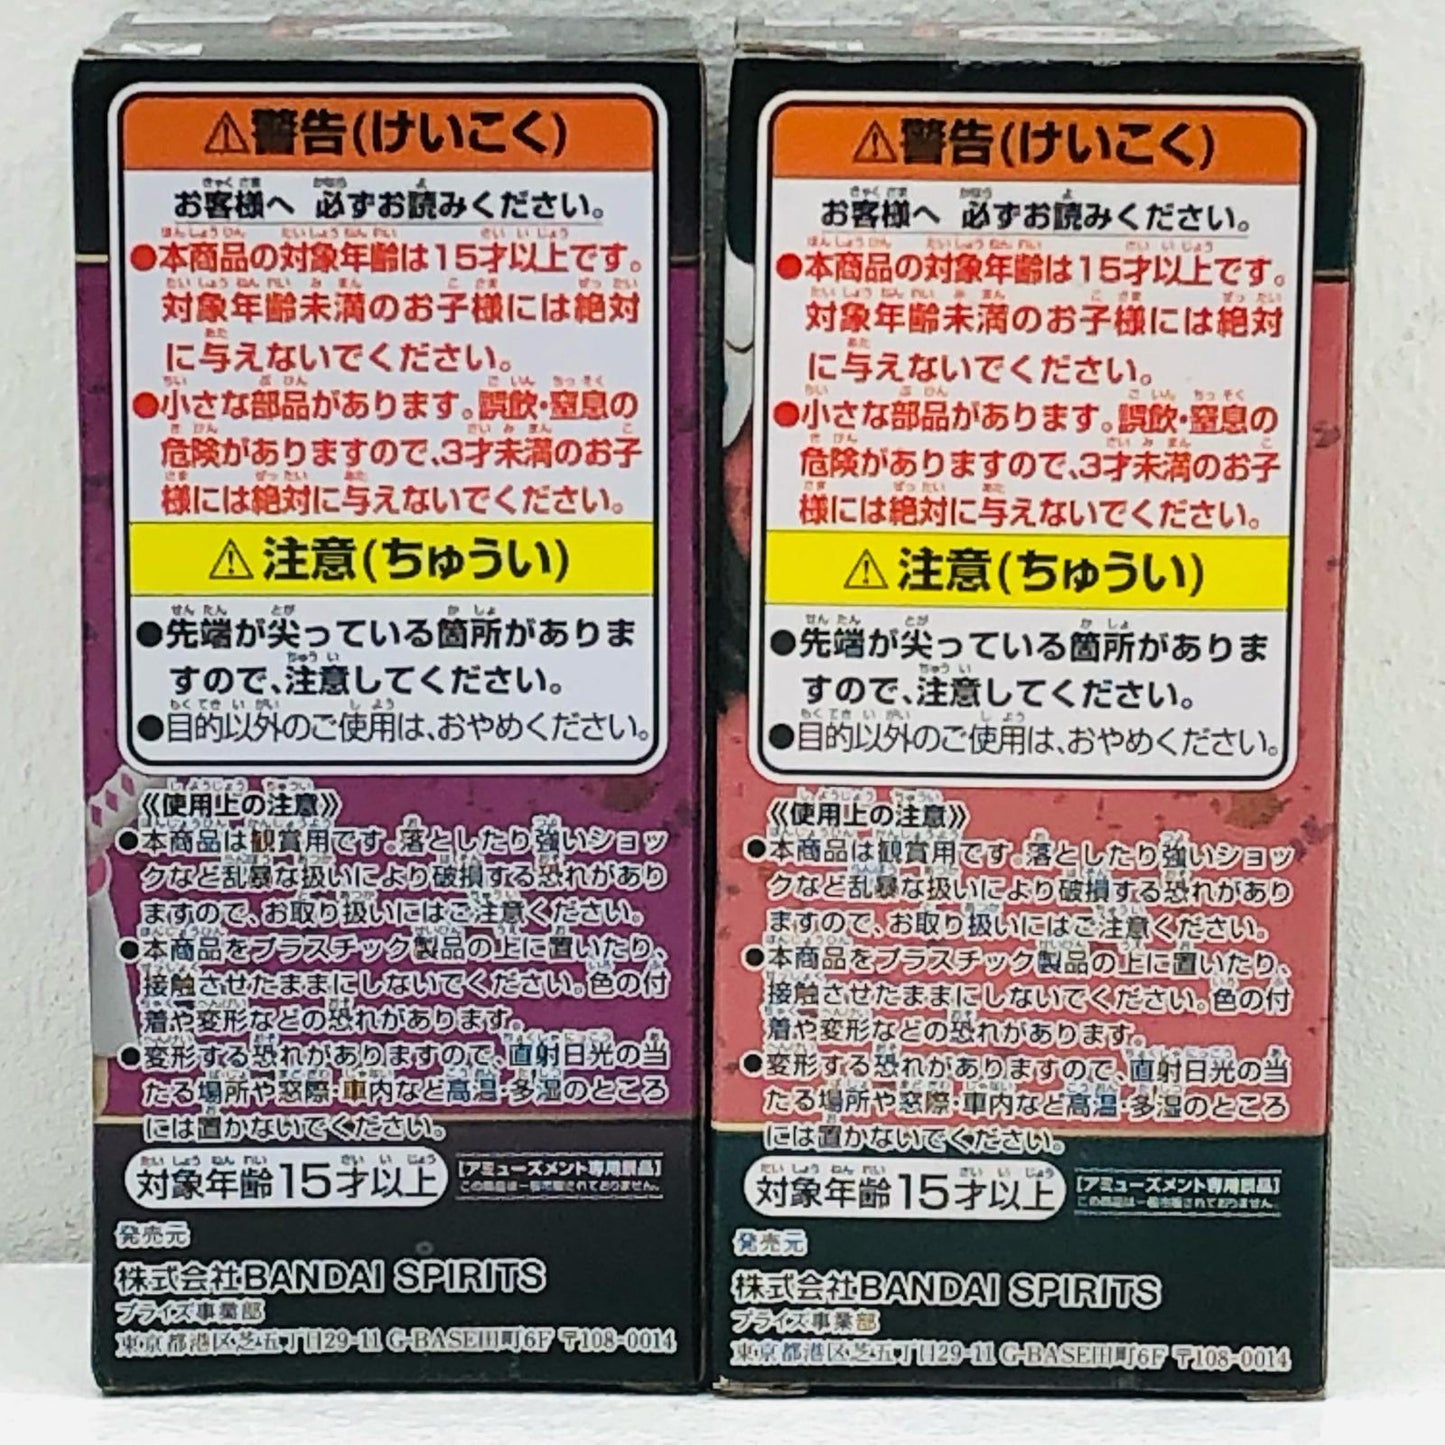 ⚠警告(けいこく)
お客様へ 必ずお読みください。
●本商品の対象年齢は15才以上です。
対象年齢未満のお子様には絶対
に与えないでください。
●小さな部品があります。誤飲・窒息の
危険がありますので、3才未満のお子
様には絶対に与えないでください。
⚠注意(ちゅうい)
●先端が尖っている箇所がありま
すので、注意してください。
●目的以外のご使用は、おやめください。
《使用上の注意》
●本商品は観賞用です。落としたり強いショッ
クなど乱暴な扱いにより破損する恐れがあり
ますので、お取り扱いにはご注意ください。
●本商品をプラスチック製品の上に置いたり、
接触させたままにしないでください。色の付
着や変形などの恐れがあります。
●変形する恐れがありますので、直射日光の当
たる場所や窓際・車内など高温・多湿のところ
には置かないでください。
対象年齢15才以上
[アミューズメント専用景品]
この商品は一般市販されておりません。
発売元
株式会社BANDAI SPIRITS
プライズ事業部
東京都港区芝五丁目29-11 G-BASE田町6F 〒108-0014
⚠警告(けいこく)
お客様へ 必ずお読みください。
●本商品の対象年齢は15才以上です。
対象年齢未満のお子様には絶対
に与えないでください。
●小さな部品があります。誤飲・窒息の
危険がありますので、3才未満のお子
様には絶対に与えないでください。
⚠注意(ちゅうい)
●先端が尖っている箇所がありま
すので、注意してください。
●目的以外のご使用は、おやめください。
《使用上の注意》
●本商品は観賞用です。落としたり強いショッ
クなど乱暴な扱いにより破損する恐れがあり
ますので、お取り扱いにはご注意ください。
●本商品をプラスチック製品の上に置いたり、
接触させたままにしないでください。色の付
着や変形などの恐れがあります。
●変形する恐れがありますので、直射日光の当
たる場所や窓際・車内など高温・多湿のところ
には置かないでください。
対象年齢15才以上
[アミューズメント専用景品]
この商品は一般市販されておりません。
発売元
株式会社BANDAI SPIRITS
プライズ事業部
東京都港区芝五丁目29-11 G-BASE田町6F 〒108-0014